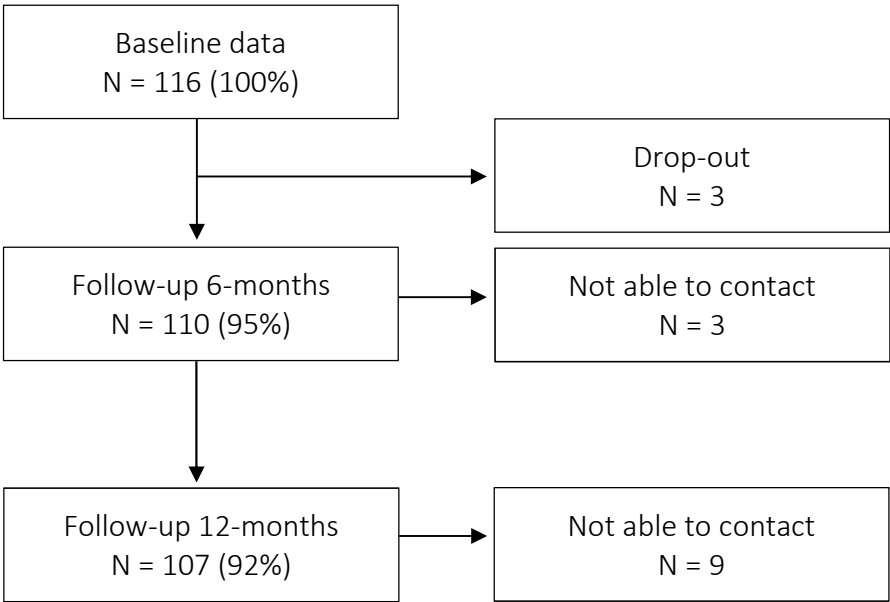 Baseline data
N = 116 (100%)
Drop-out
N = 3
Follow-up 6-months
N = 110 (95%)
Not able to contact
N = 3
Follow-up 12-months
N = 107 (92%)
Not able to contact
N = 9